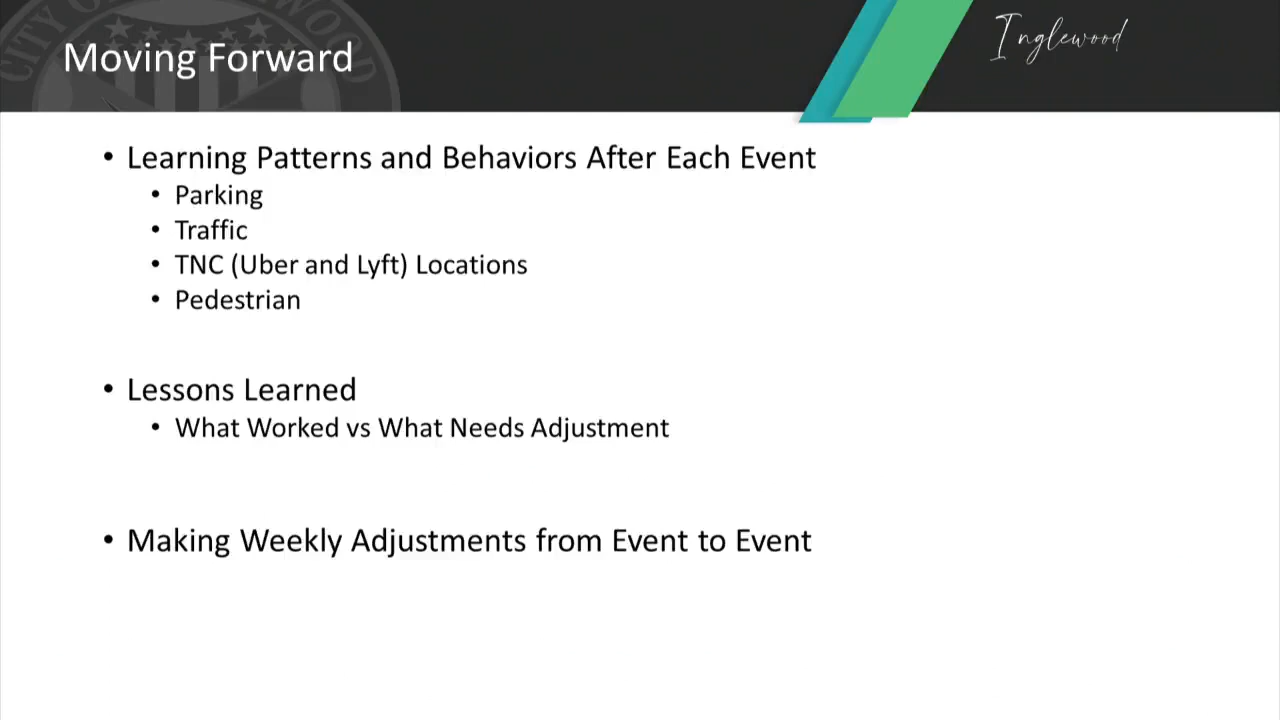 Moving Forward
Inglewood
• Learning Patterns and Behaviors After Each Event
• Parking
• Traffic
• TNC (Uber and Lyft) Locations
• Pedestrian
• Lessons Learned
• What Worked vs What Needs Adjustment
• Making Weekly Adjustments from Event to Event